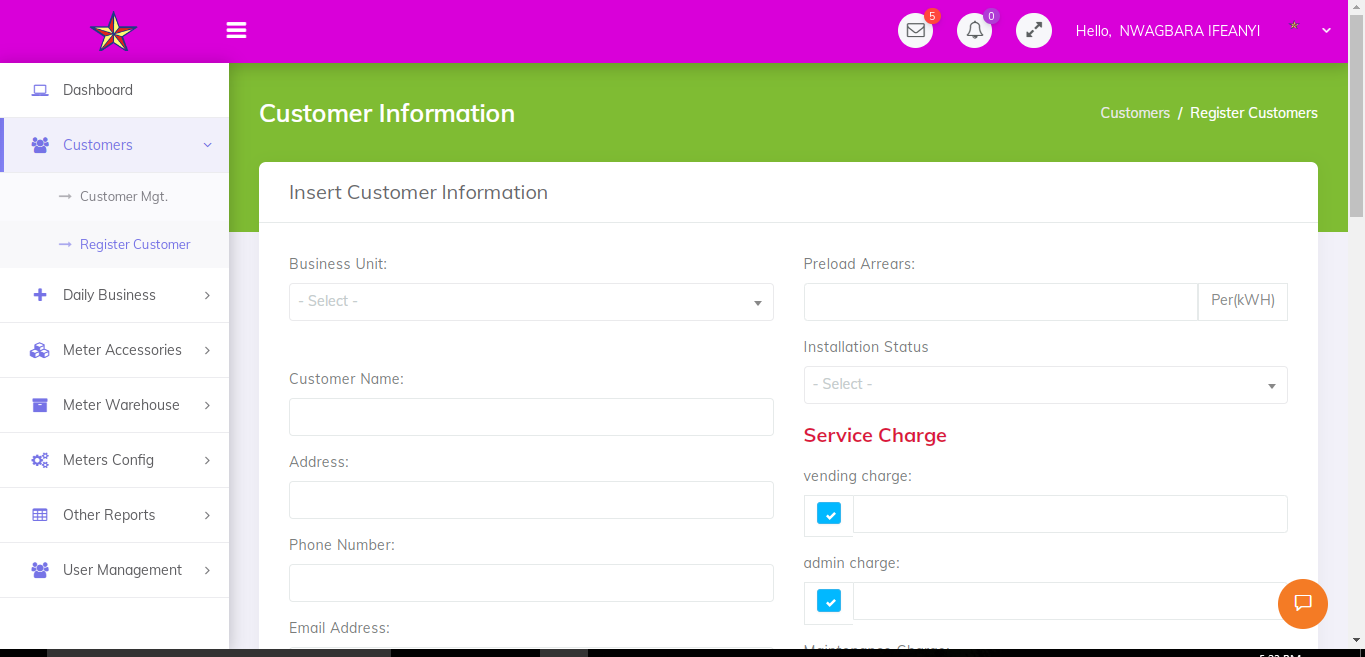 5
0
Hello, NWAGBARA IFEANYI
Dashboard
Customers
Customer Mgt.
Register Customer
Daily Business
Meter Accessories
Meter Warehouse
Meters Config
Other Reports
User Management
Customer Information
Customers / Register Customers
Insert Customer Information
Business Unit:
- Select -
Customer Name:
Address:
Phone Number:
Email Address:
Preload Arrears:
Per(kWH)
Installation Status
- Select -
Service Charge
vending charge:
admin charge:
Maintenance Charge: